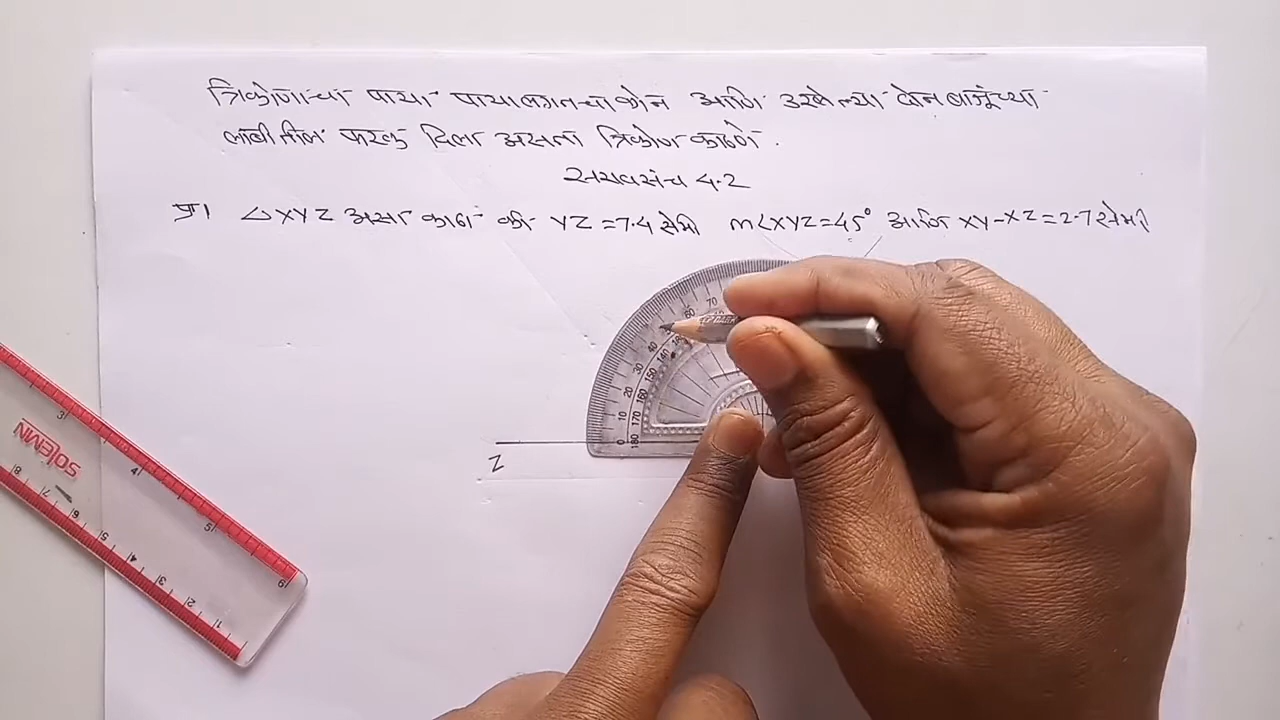 त्रिकोणाचा पाया पायालगतचा कोन आणि उरलेल्या दोन बाजूंच्या
लांबीतील फरक दिला असता त्रिकोण काढणे.
सरावसंच 4.2
प्र1 △XYZ असा काढा की YZ=7.4 सेमी m∠XYZ=45° आणि XY-XZ=2.7 सेमी
Z
SOLEMN